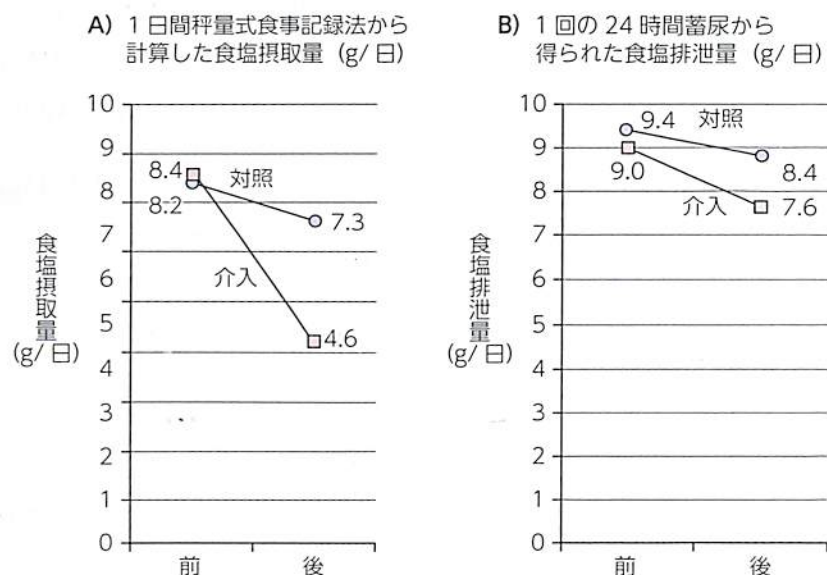 A) 1日間秤量式食事記録法から
計算した食塩摂取量 (g/日)
10
9
8
7
6
5
4
3
2
1
0
食塩摂取量
(g/日)
8.4
8.2
対照
7.3
介入
4.6
前
後
B) 1回の24時間蓄尿から
得られた食塩排泄量 (g/日)
10
9
8
7
6
5
4
3
2
1
0
食塩排泄量
(g/日)
9.4
対照
9.0
8.4
介入
7.6
前
後